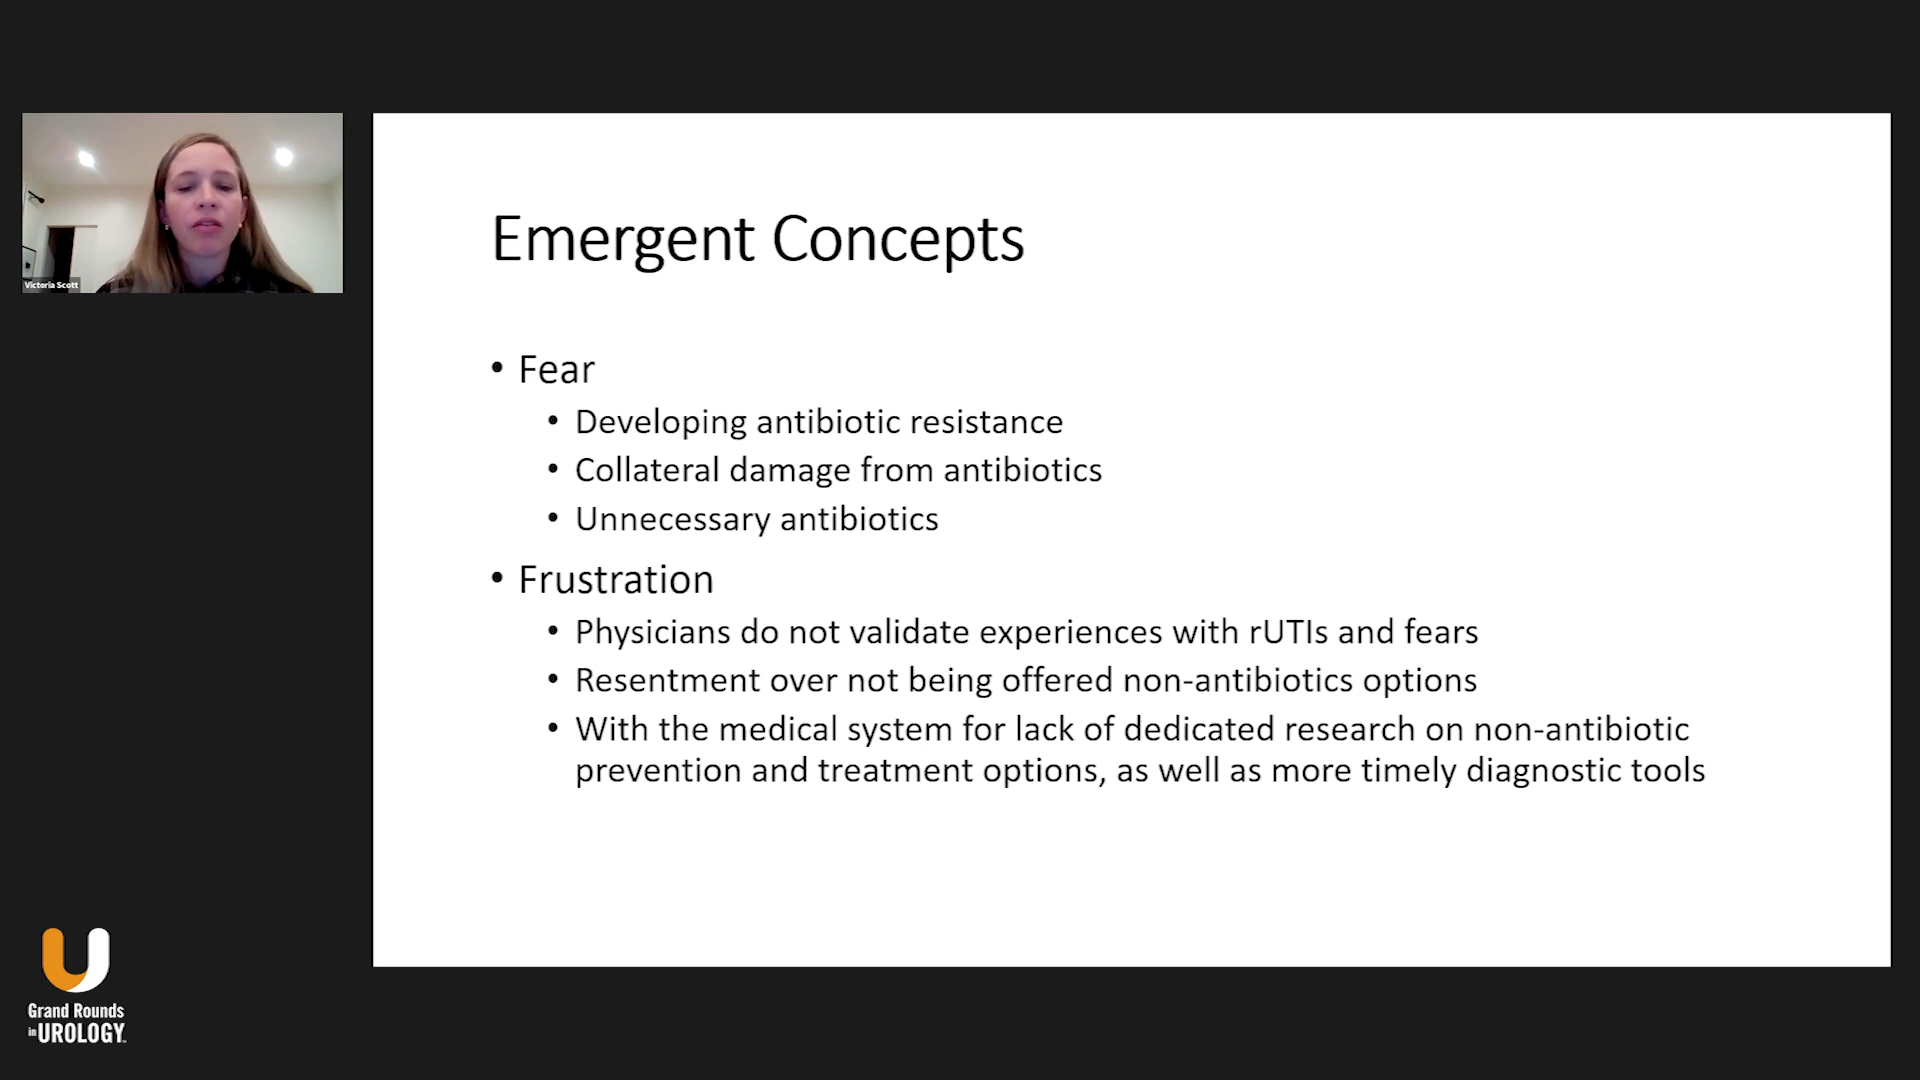 Victoria Scott
Emergent Concepts
• Fear
• Developing antibiotic resistance
• Collateral damage from antibiotics
• Unnecessary antibiotics
• Frustration
• Physicians do not validate experiences with rUTIs and fears
• Resentment over not being offered non-antibiotics options
• With the medical system for lack of dedicated research on non-antibiotic
prevention and treatment options, as well as more timely diagnostic tools
Grand Rounds
in UROLOGY